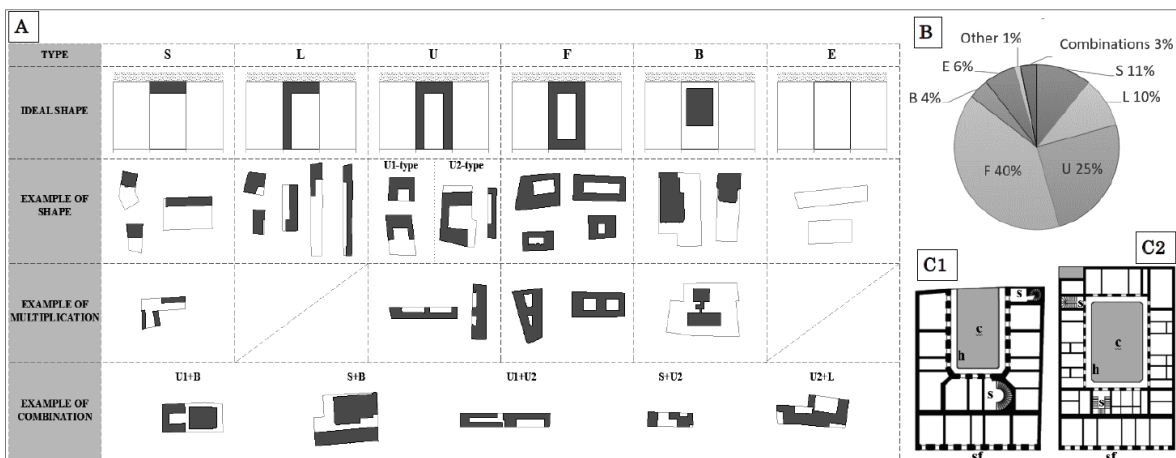 A
TYPE S L U F B E
IDEAL SHAPE
U1-type U2-type
EXAMPLE OF
SHAPE
EXAMPLE OF
MULTIPLICATION
U1+B S+B U1+U2 S+U2 U2+L
EXAMPLE OF
COMBINATION
B
Other 1%
Combinations 3%
E 6%
S 11%
B 4%
L 10%
F 40%
U 25%
C1
s
c
h
s
sf
C2
s
c
h
s
sf